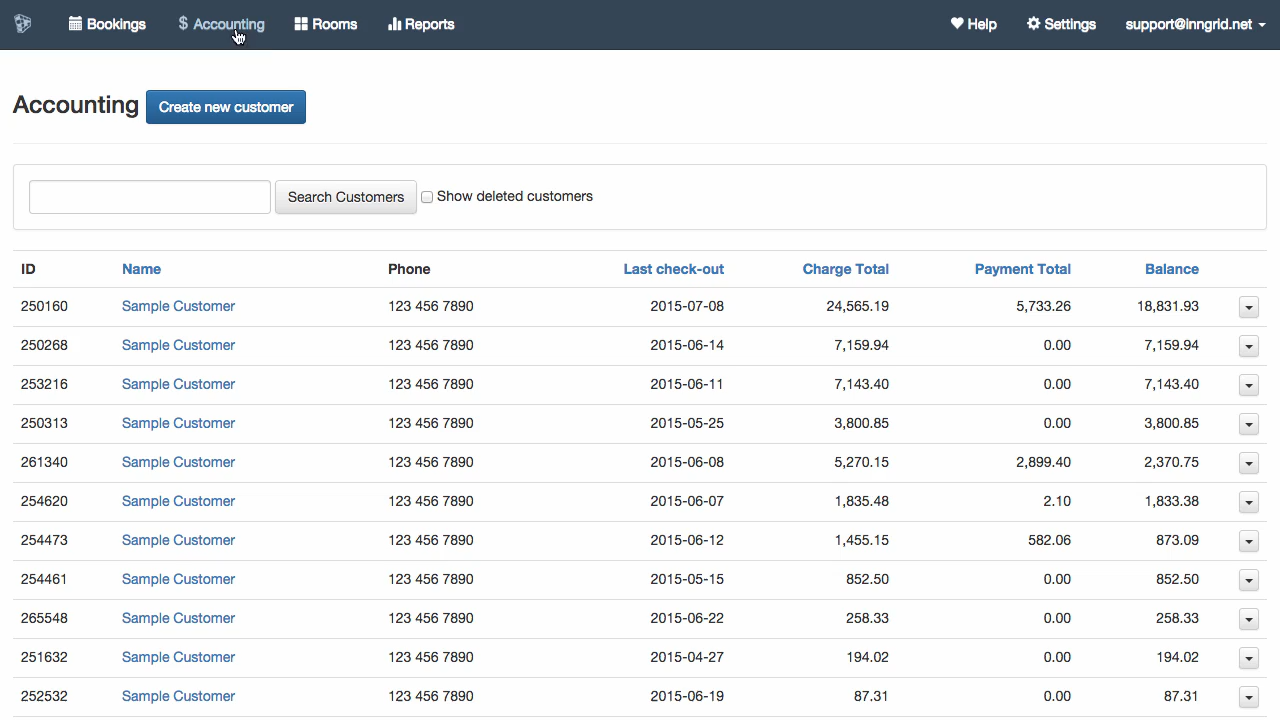 Bookings $ Accounting Rooms Reports Help Settings support@inngrid.net
Accounting Create new customer
Search Customers Show deleted customers
ID Name Phone Last check-out Charge Total Payment Total Balance
250160 Sample Customer 123 456 7890 2015-07-08 24,565.19 5,733.26 18,831.93
250268 Sample Customer 123 456 7890 2015-06-14 7,159.94 0.00 7,159.94
253216 Sample Customer 123 456 7890 2015-06-11 7,143.40 0.00 7,143.40
250313 Sample Customer 123 456 7890 2015-05-25 3,800.85 0.00 3,800.85
261340 Sample Customer 123 456 7890 2015-06-08 5,270.15 2,899.40 2,370.75
254620 Sample Customer 123 456 7890 2015-06-07 1,835.48 2.10 1,833.38
254473 Sample Customer 123 456 7890 2015-06-12 1,455.15 582.06 873.09
254461 Sample Customer 123 456 7890 2015-05-15 852.50 0.00 852.50
265548 Sample Customer 123 456 7890 2015-06-22 258.33 0.00 258.33
251632 Sample Customer 123 456 7890 2015-04-27 194.02 0.00 194.02
252532 Sample Customer 123 456 7890 2015-06-19 87.31 0.00 87.31